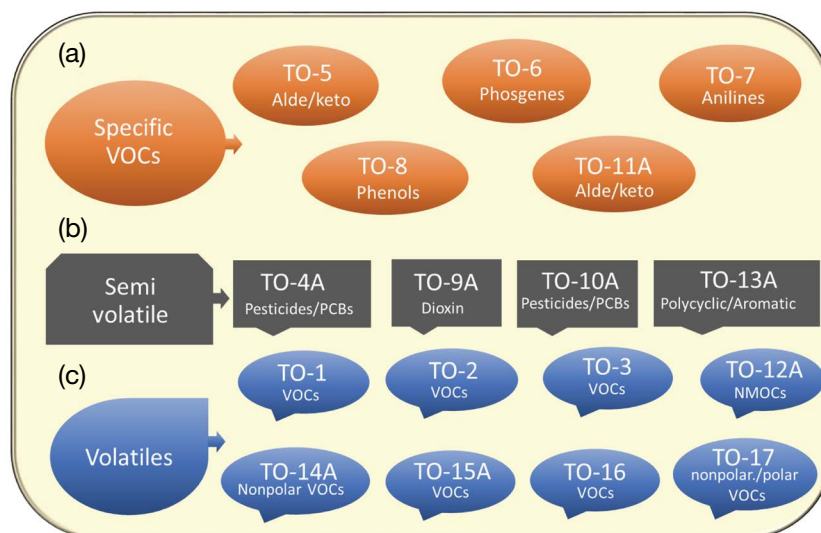 (a)
Specific
VOCs
TO-5
Alde/keto
TO-6
Phosgenes
TO-7
Anilines
TO-8
Phenols
TO-11A
Alde/keto
(b)
Semi
volatile
TO-4A
Pesticides/PCBs
TO-9A
Dioxin
TO-10A
Pesticides/PCBs
TO-13A
Polycyclic/Aromatic
(c)
Volatiles
TO-1
VOCs
TO-2
VOCs
TO-3
VOCs
TO-12A
NMOCs
TO-14A
Nonpolar VOCs
TO-15A
VOCs
TO-16
VOCs
TO-17
nonpolar./polar
VOCs